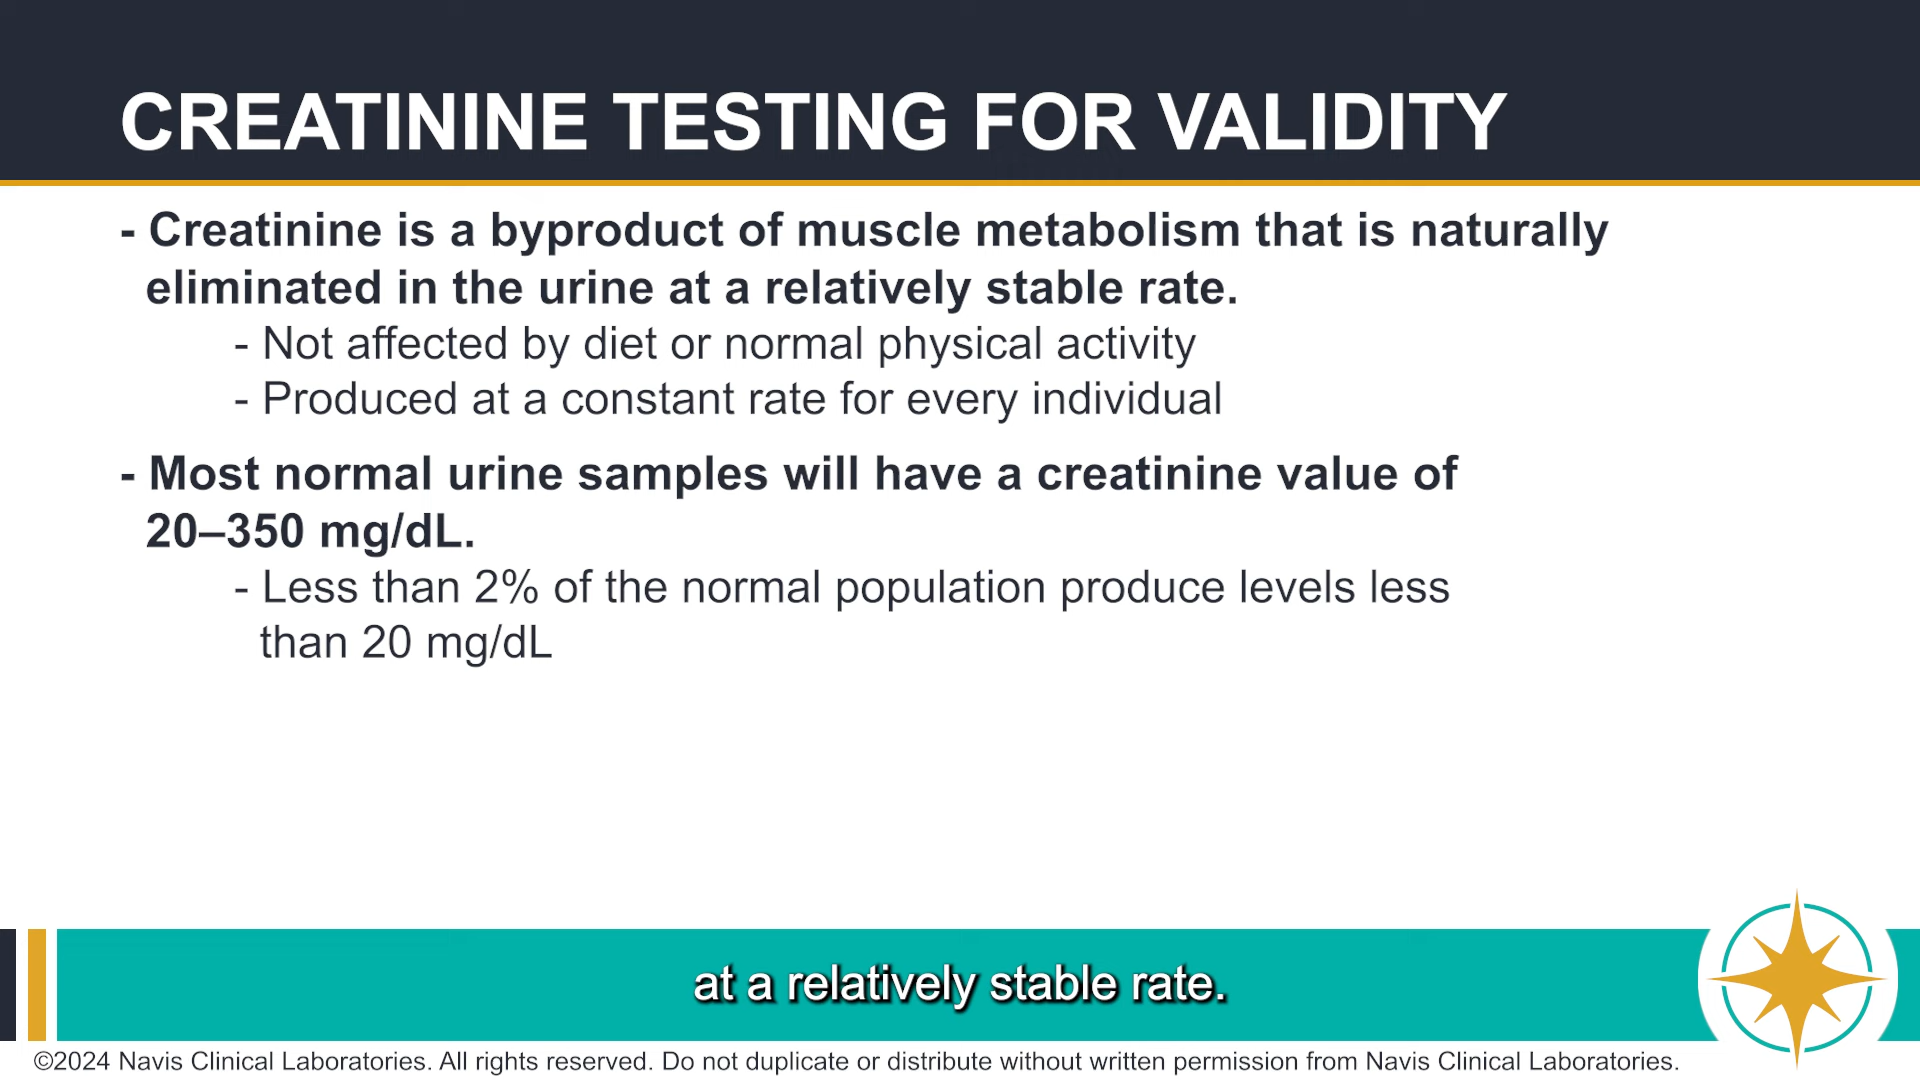 CREATININE TESTING FOR VALIDITY
- Creatinine is a byproduct of muscle metabolism that is naturally
eliminated in the urine at a relatively stable rate.
- Not affected by diet or normal physical activity
- Produced at a constant rate for every individual
- Most normal urine samples will have a creatinine value of
20–350 mg/dL.
- Less than 2% of the normal population produce levels less
than 20 mg/dL
at a relatively stable rate.
©2024 Navis Clinical Laboratories. All rights reserved. Do not duplicate or distribute without written permission from Navis Clinical Laboratories.